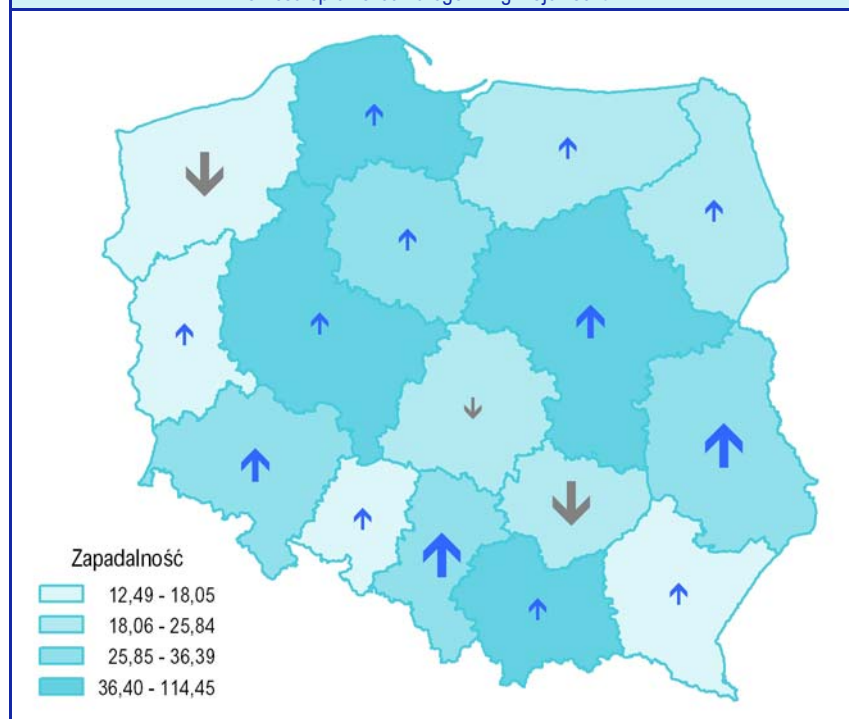 Zapadalność
12,49 - 18,05
18,06 - 25,84
25,85 - 36,39
36,40 - 114,45